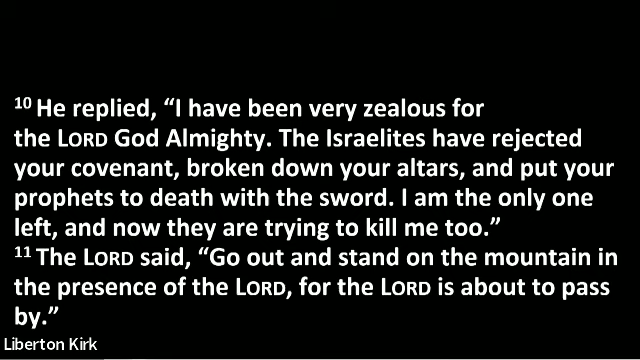 10 He replied, “I have been very zealous for
the LORD God Almighty. The Israelites have rejected
your covenant, broken down your altars, and put your
prophets to death with the sword. I am the only one
left, and now they are trying to kill me too.”
11 The LORD said, “Go out and stand on the mountain in
the presence of the LORD, for the LORD is about to pass
by.”
Liberton Kirk